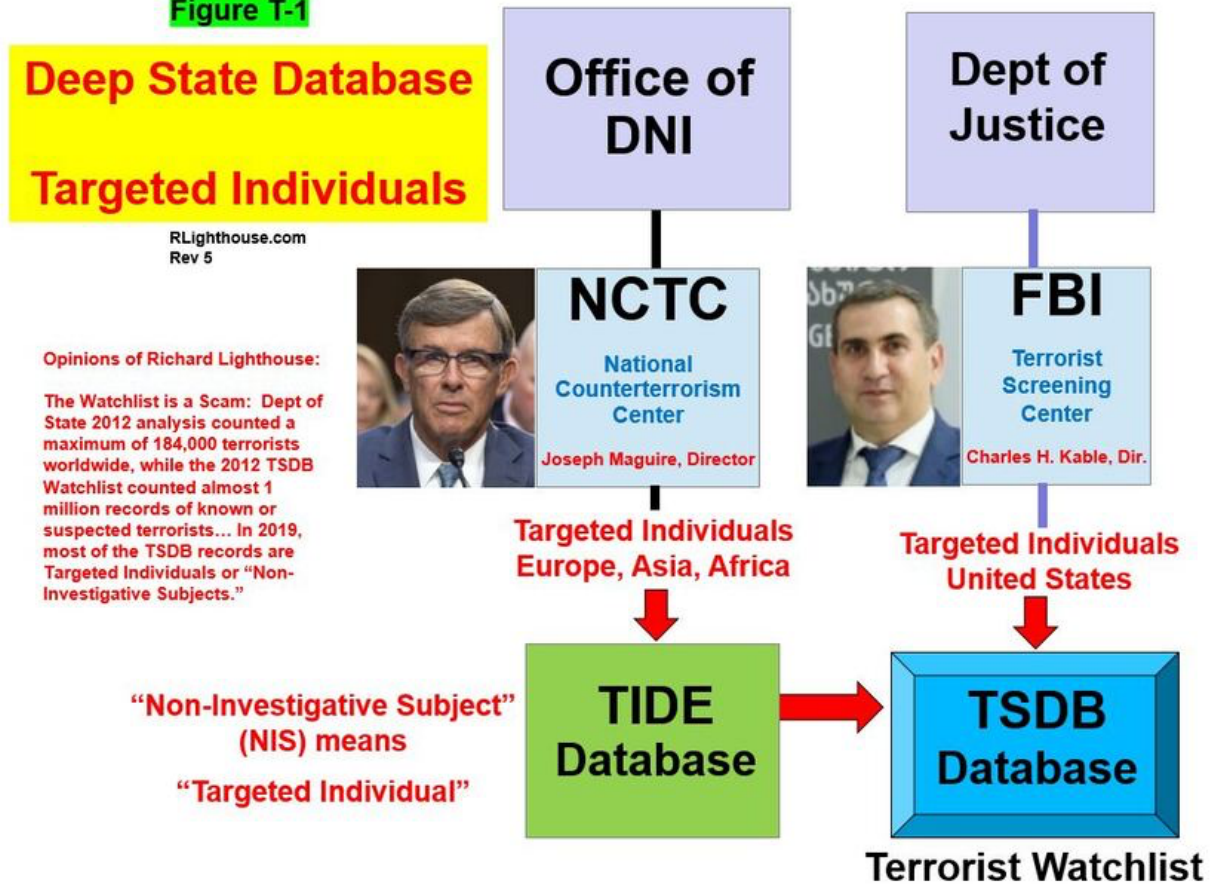 Figure T-1
Deep State Database
Targeted Individuals
RLighthouse.com
Rev 5
Opinions of Richard Lighthouse:
The Watchlist is a Scam: Dept of
State 2012 analysis counted a
maximum of 184,000 terrorists
worldwide, while the 2012 TSDB
Watchlist counted almost 1
million records of known or
suspected terrorists... In 2019,
most of the TSDB records are
Targeted Individuals or “Non-
Investigative Subjects.”
Office of
DNI
Dept of
Justice
NCTC
National
Counterterrorism
Center
Joseph Maguire, Director
FBI
Terrorist
Screening
Center
Charles H. Kable, Dir.
Targeted Individuals
Europe, Asia, Africa
Targeted Individuals
United States
“Non-Investigative Subject”
(NIS) means
“Targeted Individual”
TIDE
Database
TSDB
Database
Terrorist Watchlist